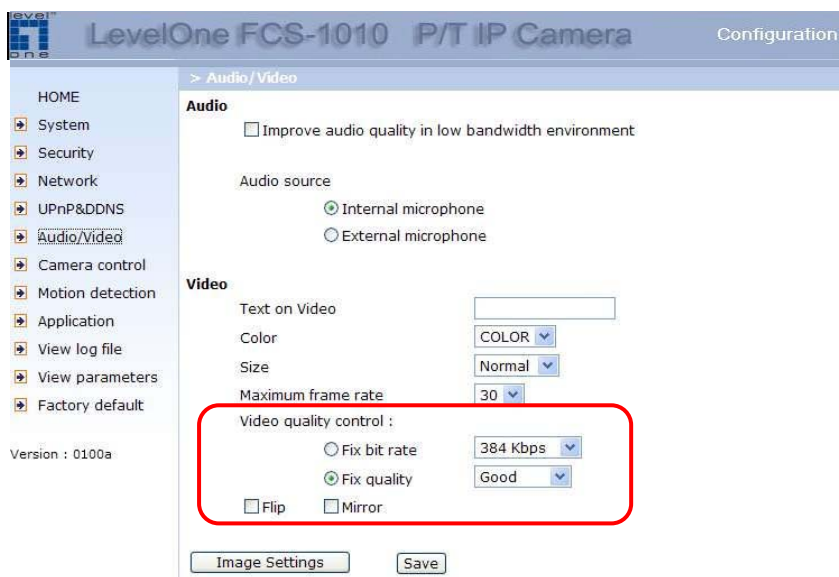 level one
LevelOne FCS-1010 P/T IP Camera
Configuration
> Audio/Video
HOME
System
Security
Network
UPnP&DDNS
Audio/Video
Camera control
Motion detection
Application
View log file
View parameters
Factory default
Version : 0100a
Audio
Improve audio quality in low bandwidth environment
Audio source
Internal microphone
External microphone
Video
Text on Video
Color COLOR
Size Normal
Maximum frame rate 30
Video quality control :
Fix bit rate 384 Kbps
Fix quality Good
Flip Mirror
Image Settings Save